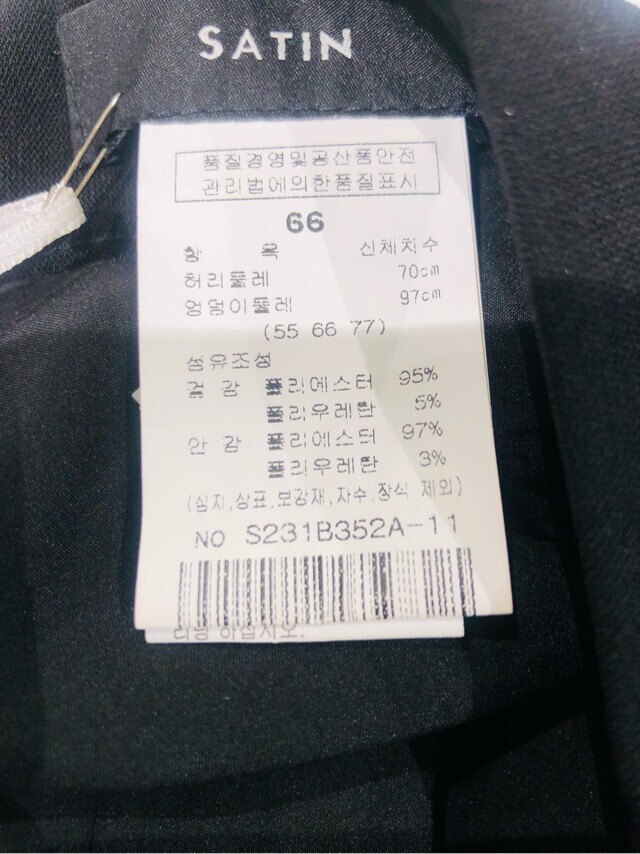 SATIN
품질경영및공산품안전
관리법에의한품질표시
66
항 목 신체치수
허리둘레 70cm
엉덩이둘레 97cm
(55 66 77)
섬유조성
겉 감 폴리에스터 95%
폴리우레탄 5%
안 감 폴리에스터 97%
폴리우레탄 3%
(심지,상표,보강재,자수,장식 제외)
NO S231B352A-11
하십시오.